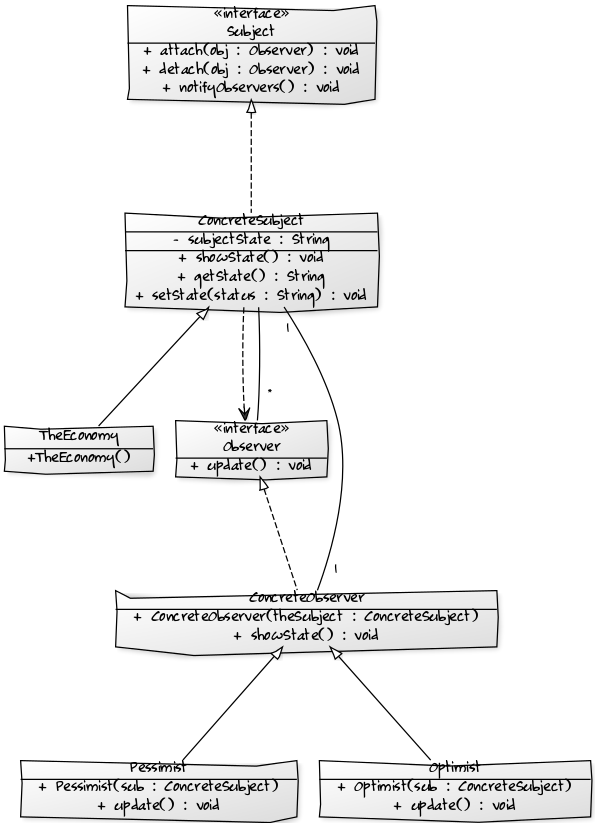 «interface»
Subject
+ attach(obj : Observer) : void
+ detach(obj : Observer) : void
+ notifyObservers() : void
ConcreteSubject
- subjectState : String
+ showState() : void
+ getState() : String
+ setState(status : String) : void
1
*
TheEconomy
+TheEconomy()
«interface»
Observer
+ update() : void
1
ConcreteObserver
+ ConcreteObserver(theSubject : ConcreteSubject)
+ showState() : void
Pessimist
+ Pessimist(sub : ConcreteSubject)
+ update() : void
Optimist
+ Optimist(sub : ConcreteSubject)
+ update() : void